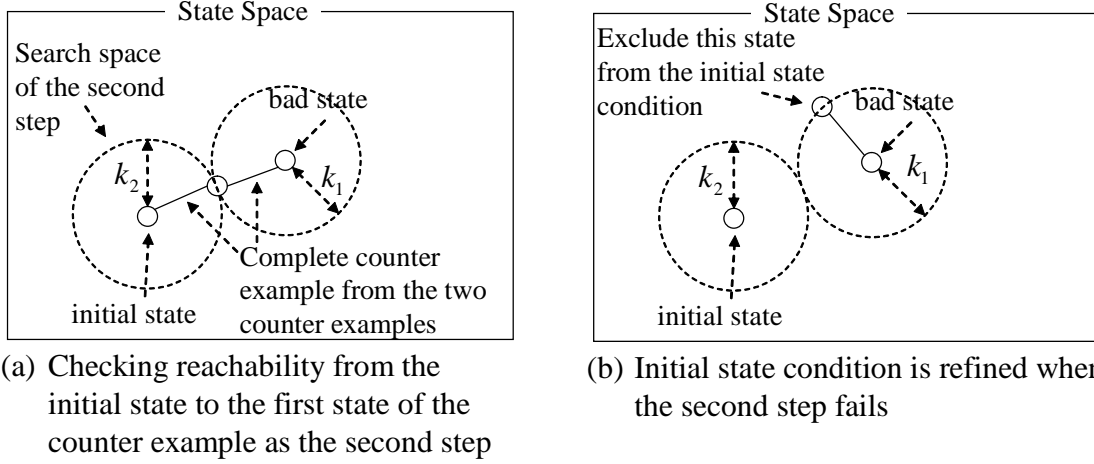 State Space
Search space
of the second
step
bad state
k2
k1
Complete counter
example from the two
counter examples
initial state
(a) Checking reachability from the
initial state to the first state of the
counter example as the second step
State Space
Exclude this state
from the initial state
condition
bad state
k2
k1
initial state
(b) Initial state condition is refined when
the second step fails